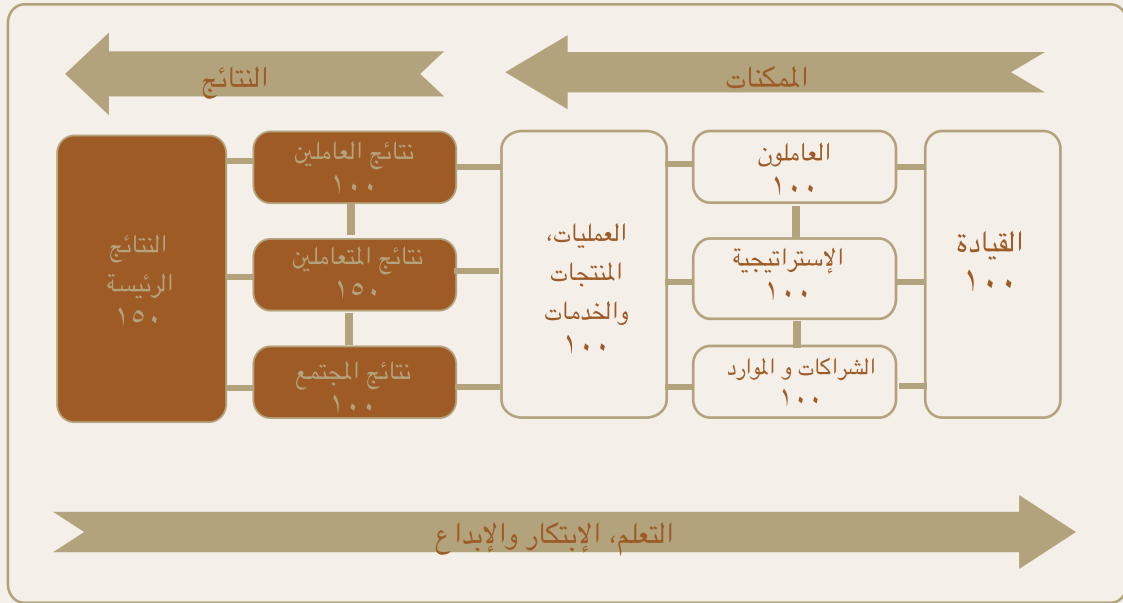 الممكنات
النتائج
القيادة
١٠٠
العاملون
١٠٠
الإستراتيجية
١٠٠
الشراكات و الموارد
١٠٠
العمليات،
المنتجات
والخدمات
١٠٠
نتائج العاملين
١٠٠
نتائج المتعاملين
١٥٠
نتائج المجتمع
١٠٠
النتائج
الرئيسة
١٥٠
التعلم، الإبتكار والإبداع